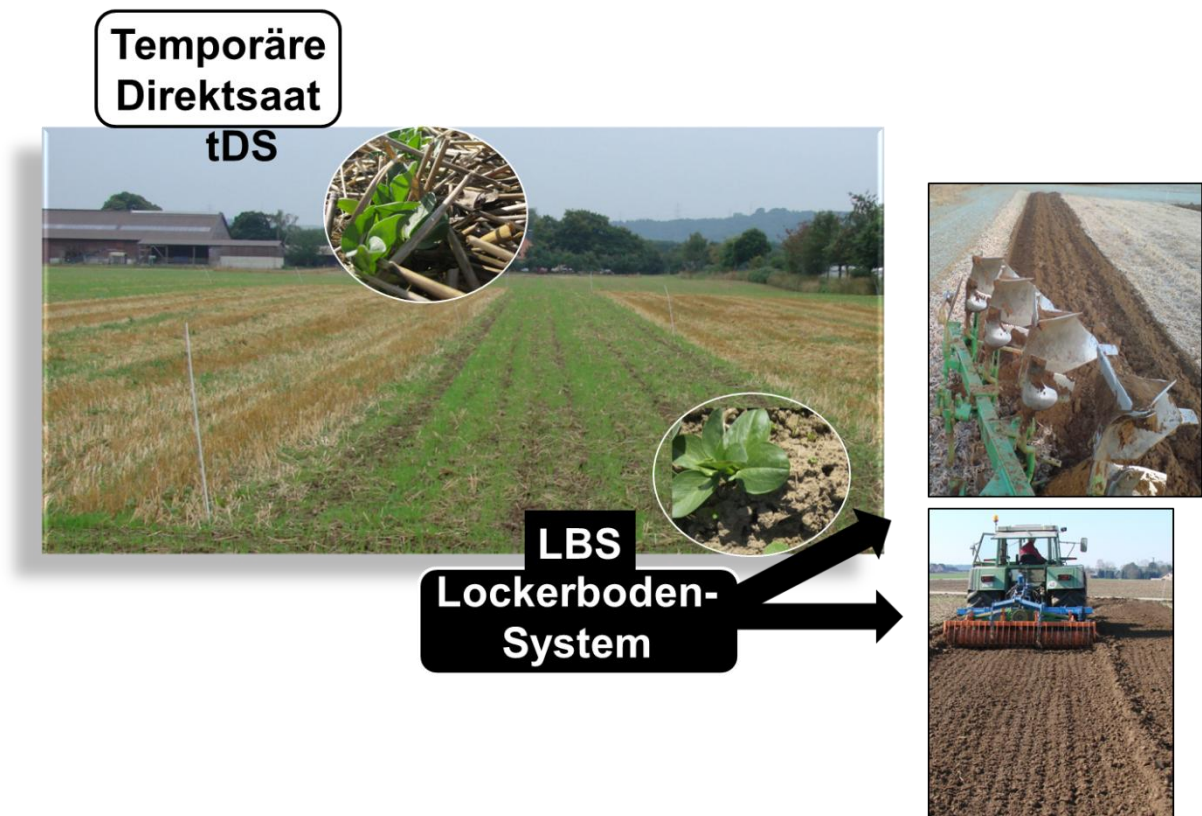 Temporäre
Direktsaat
tDS
LBS
Lockerboden-
System